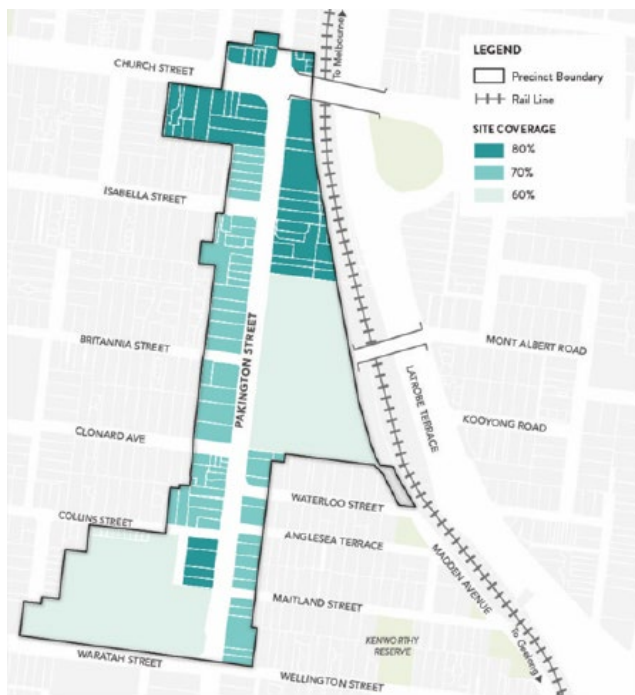 To Melbourne
CHURCH STREET
LEGEND
Precinct Boundary
Rail Line
SITE COVERAGE
80%
70%
60%
ISABELLA STREET
BRITANNIA STREET
PAKINGTON STREET
MONT ALBERT ROAD
LATROBE TERRACE
KOOYONG ROAD
CLONARD AVE
WATERLOO STREET
COLLINS STREET
ANGLESEA TERRACE
MADDEN AVENUE
MAITLAND STREET
KENWORTHY
RESERVE
To Geelong
WARATAH STREET
WELLINGTON STREET